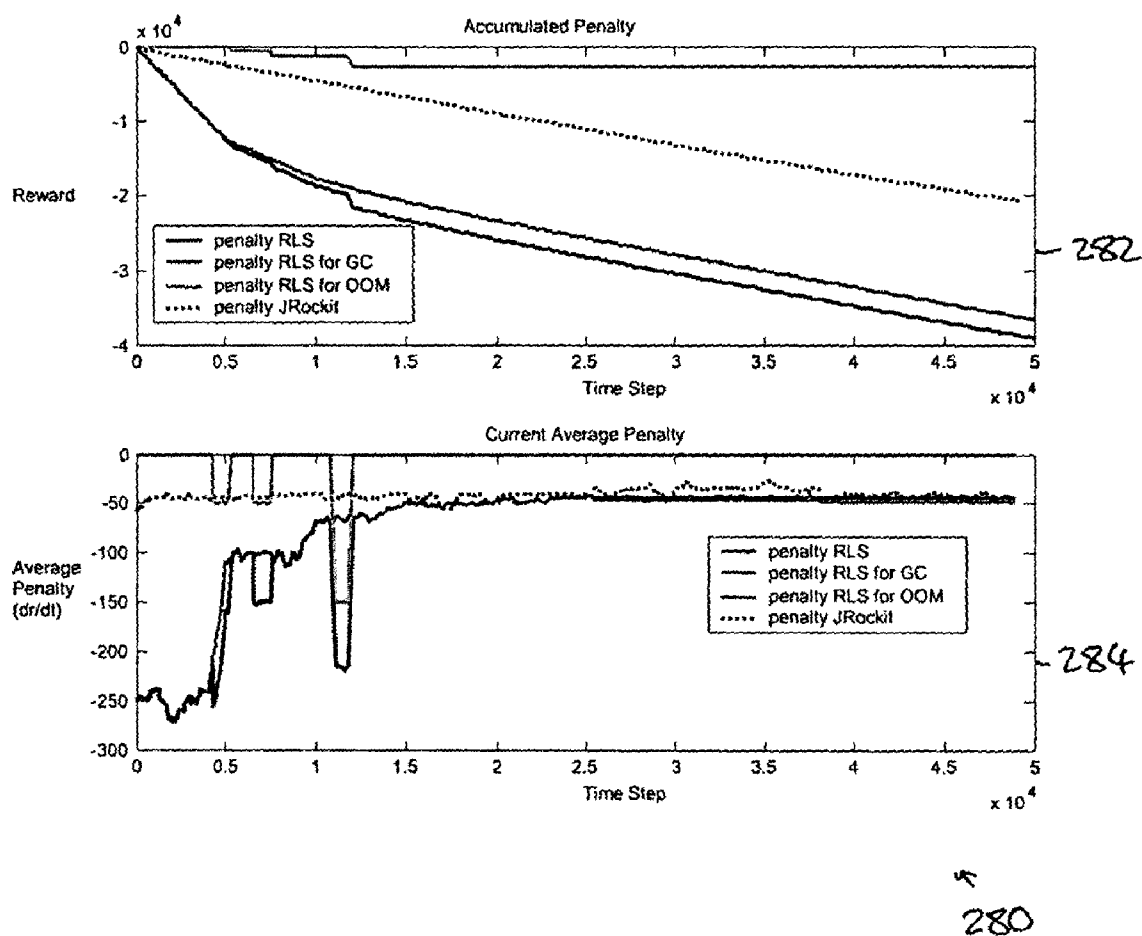 Accumulated Penalty
x 10^4
0
-1
-2
-3
-4
Reward
penalty RLS
penalty RLS for GC
penalty RLS for OOM
penalty JRockit
282
0 0.5 1 1.5 2 2.5 3 3.5 4 4.5 5
Time Step
x 10^4
Current Average Penalty
0
-50
-100
-150
-200
-250
-300
Average
Penalty
(dr/dt)
penalty RLS
penalty RLS for GC
penalty RLS for OOM
penalty JRockit
284
0 0.5 1 1.5 2 2.5 3 3.5 4 4.5 5
Time Step
x 10^4
280